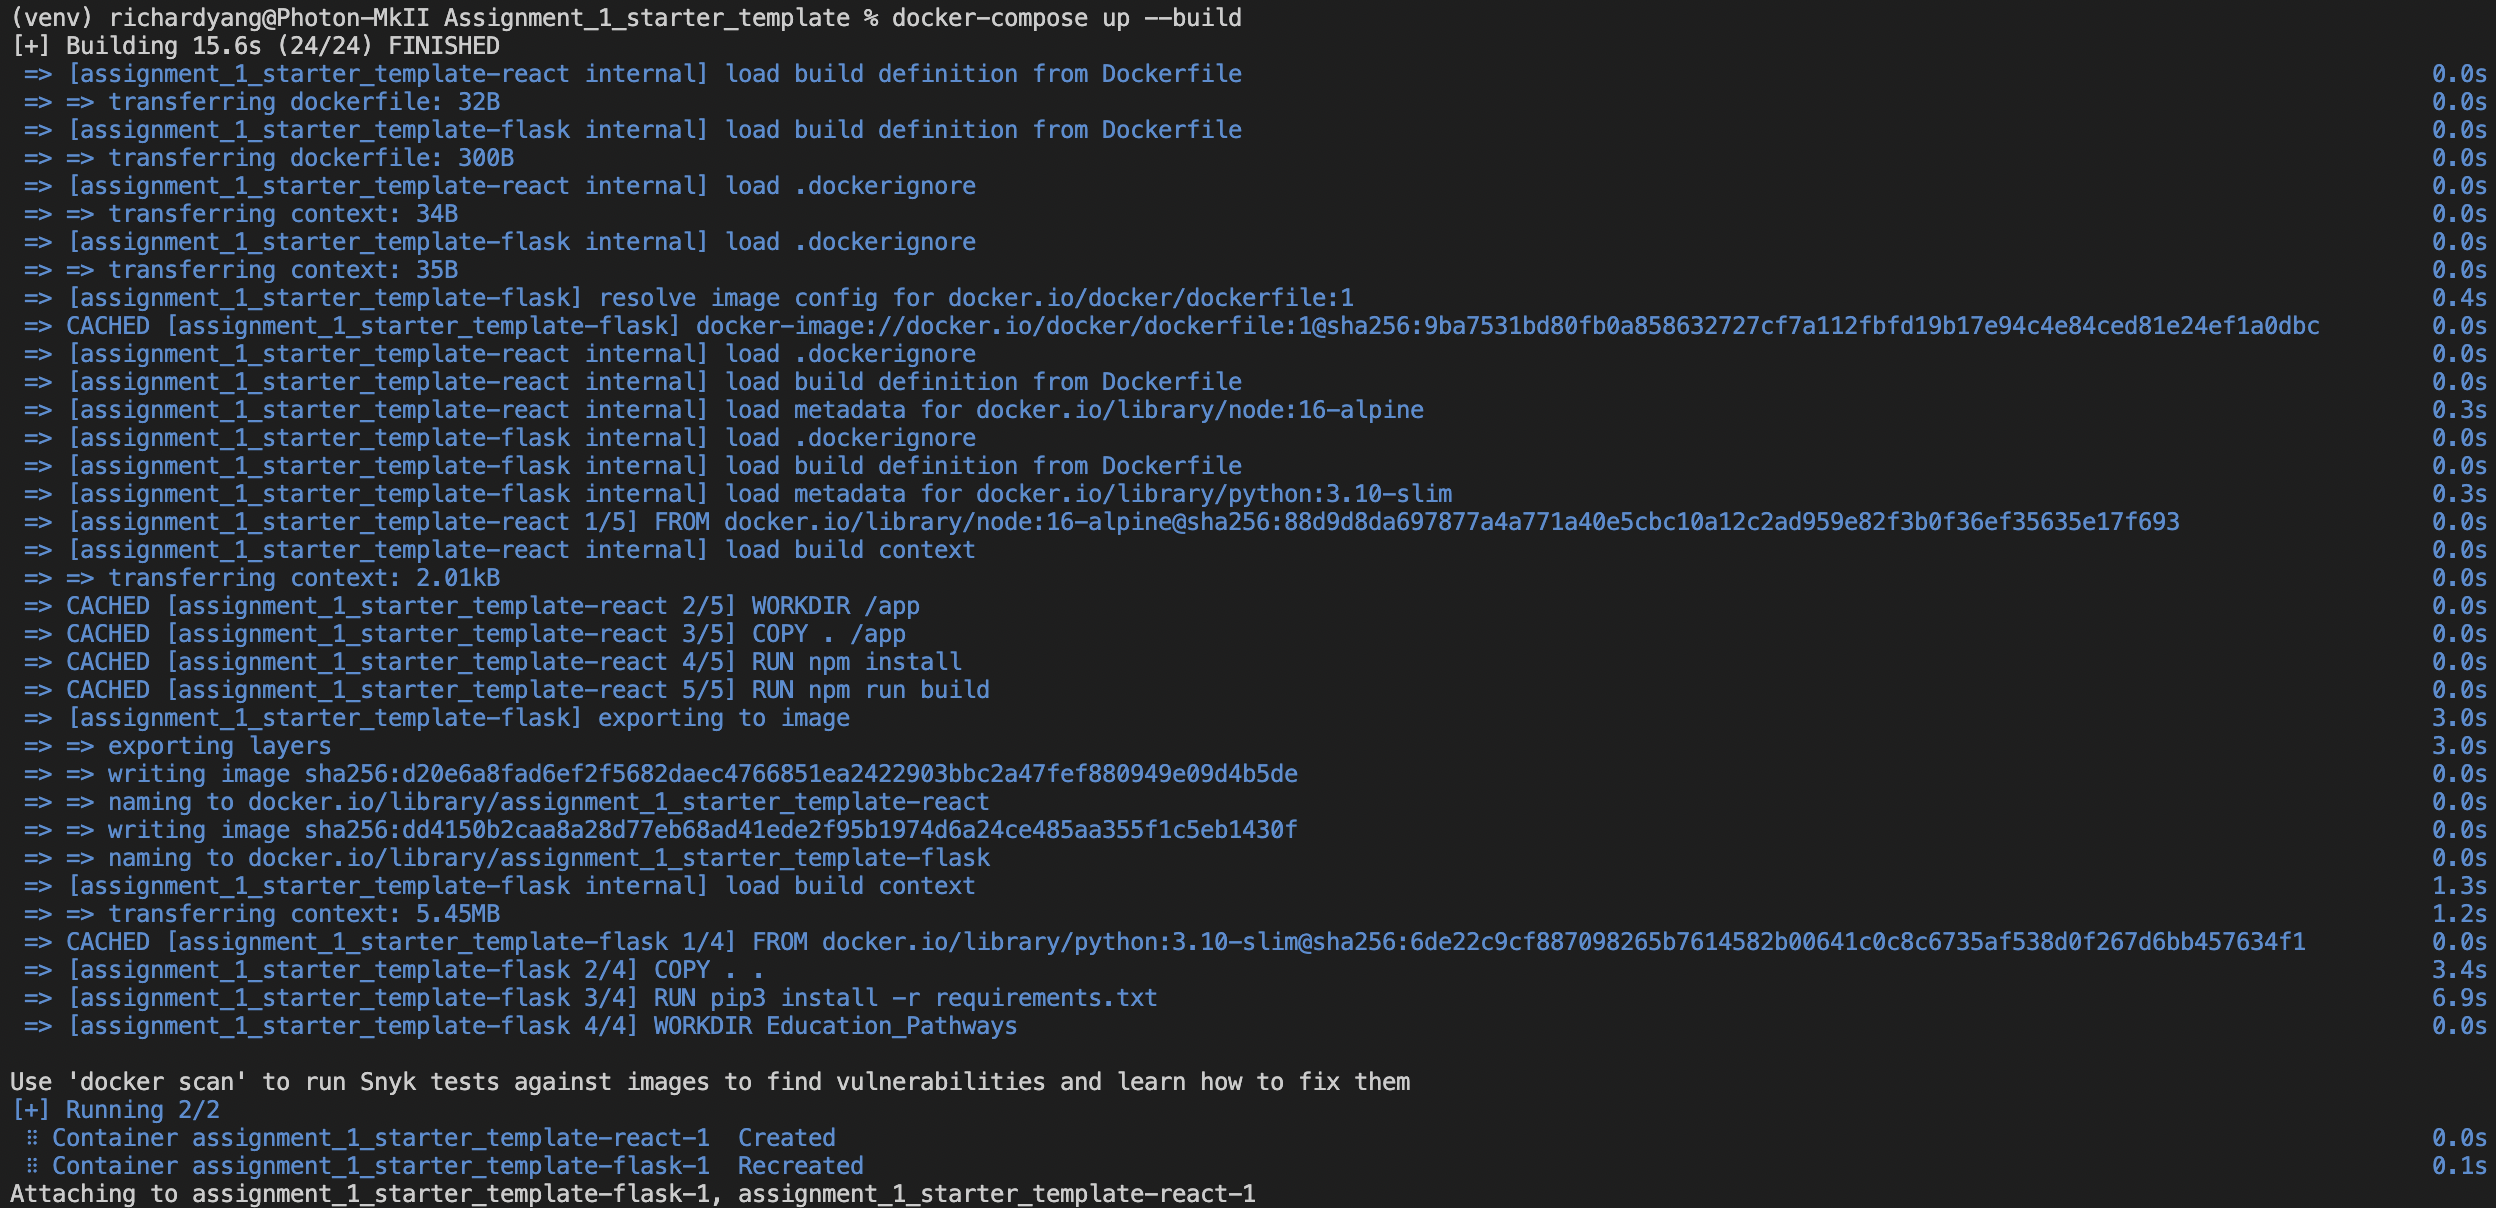 (venv) richardyang@Photon-MkII Assignment_1_starter_template % docker-compose up --build
[+] Building 15.6s (24/24) FINISHED
=> [assignment_1_starter_template-react internal] load build definition from Dockerfile 0.0s
=> => transferring dockerfile: 32B 0.0s
=> [assignment_1_starter_template-flask internal] load build definition from Dockerfile 0.0s
=> => transferring dockerfile: 300B 0.0s
=> [assignment_1_starter_template-react internal] load .dockerignore 0.0s
=> => transferring context: 34B 0.0s
=> [assignment_1_starter_template-flask internal] load .dockerignore 0.0s
=> => transferring context: 35B 0.0s
=> [assignment_1_starter_template-flask] resolve image config for docker.io/docker/dockerfile:1 0.4s
=> CACHED [assignment_1_starter_template-flask] docker-image://docker.io/docker/dockerfile:1@sha256:9ba7531bd80fb0a858632727cf7a112fbfd19b17e94c4e84ced81e24ef1a0dbc 0.0s
=> [assignment_1_starter_template-react internal] load .dockerignore 0.0s
=> [assignment_1_starter_template-react internal] load build definition from Dockerfile 0.0s
=> [assignment_1_starter_template-react internal] load metadata for docker.io/library/node:16-alpine 0.3s
=> [assignment_1_starter_template-flask internal] load .dockerignore 0.0s
=> [assignment_1_starter_template-flask internal] load build definition from Dockerfile 0.0s
=> [assignment_1_starter_template-flask internal] load metadata for docker.io/library/python:3.10-slim 0.3s
=> [assignment_1_starter_template-react 1/5] FROM docker.io/library/node:16-alpine@sha256:88d9d8da697877a4a771a40e5cbc10a12c2ad959e82f3b0f36ef35635e17f693 0.0s
=> [assignment_1_starter_template-react internal] load build context 0.0s
=> => transferring context: 2.01kB 0.0s
=> CACHED [assignment_1_starter_template-react 2/5] WORKDIR /app 0.0s
=> CACHED [assignment_1_starter_template-react 3/5] COPY . /app 0.0s
=> CACHED [assignment_1_starter_template-react 4/5] RUN npm install 0.0s
=> CACHED [assignment_1_starter_template-react 5/5] RUN npm run build 0.0s
=> [assignment_1_starter_template-flask] exporting to image 3.0s
=> => exporting layers 3.0s
=> => writing image sha256:d20e6a8fad6ef2f5682daec4766851ea2422903bbc2a47fef880949e09d4b5de 0.0s
=> => naming to docker.io/library/assignment_1_starter_template-react 0.0s
=> => writing image sha256:dd4150b2caa8a28d77eb68ad41ede2f95b1974d6a24ce485aa355f1c5eb1430f 0.0s
=> => naming to docker.io/library/assignment_1_starter_template-flask 0.0s
=> [assignment_1_starter_template-flask internal] load build context 1.3s
=> => transferring context: 5.45MB 1.2s
=> CACHED [assignment_1_starter_template-flask 1/4] FROM docker.io/library/python:3.10-slim@sha256:6de22c9cf887098265b7614582b00641c0c8c6735af538d0f267d6bb457634f1 0.0s
=> [assignment_1_starter_template-flask 2/4] COPY . . 3.4s
=> [assignment_1_starter_template-flask 3/4] RUN pip3 install -r requirements.txt 6.9s
=> [assignment_1_starter_template-flask 4/4] WORKDIR Education_Pathways 0.0s
Use 'docker scan' to run Snyk tests against images to find vulnerabilities and learn how to fix them
[+] Running 2/2
⠿ Container assignment_1_starter_template-react-1 Created 0.0s
⠿ Container assignment_1_starter_template-flask-1 Recreated 0.1s
Attaching to assignment_1_starter_template-flask-1, assignment_1_starter_template-react-1